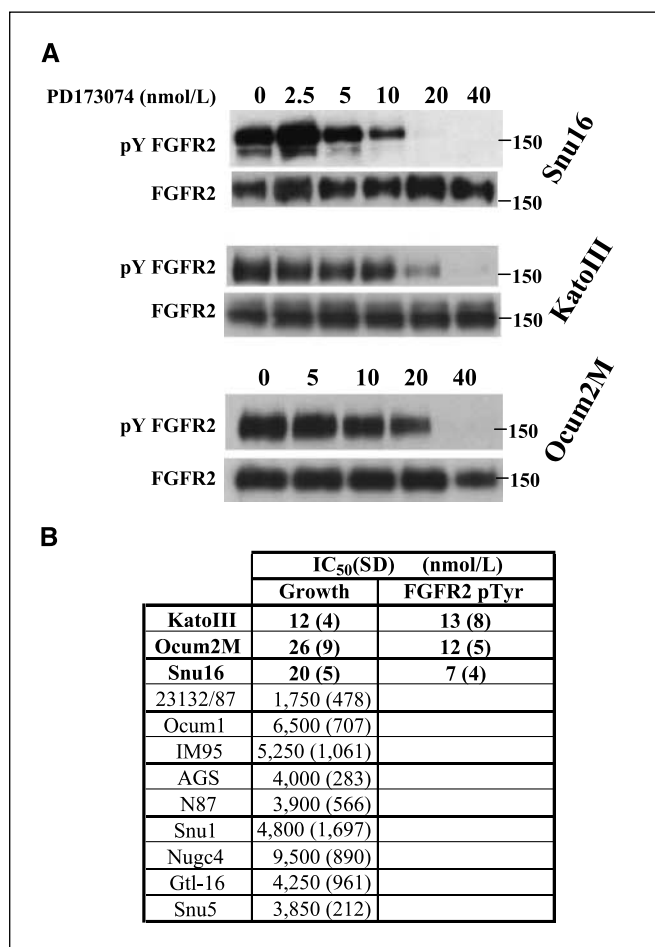 A
PD173074 (nmol/L) 0 2.5 5 10 20 40
pY FGFR2 150
FGFR2 150
Snu16
pY FGFR2 150
FGFR2 150
KatoIII
0 5 10 20 40
pY FGFR2 150
FGFR2 150
Ocum2M
B
IC50(SD) (nmol/L)
Growth FGFR2 pTyr
KatoIII 12 (4) 13 (8)
Ocum2M 26 (9) 12 (5)
Snu16 20 (5) 7 (4)
23132/87 1,750 (478)
Ocum1 6,500 (707)
IM95 5,250 (1,061)
AGS 4,000 (283)
N87 3,900 (566)
Snu1 4,800 (1,697)
Nugc4 9,500 (890)
Gtl-16 4,250 (961)
Snu5 3,850 (212)